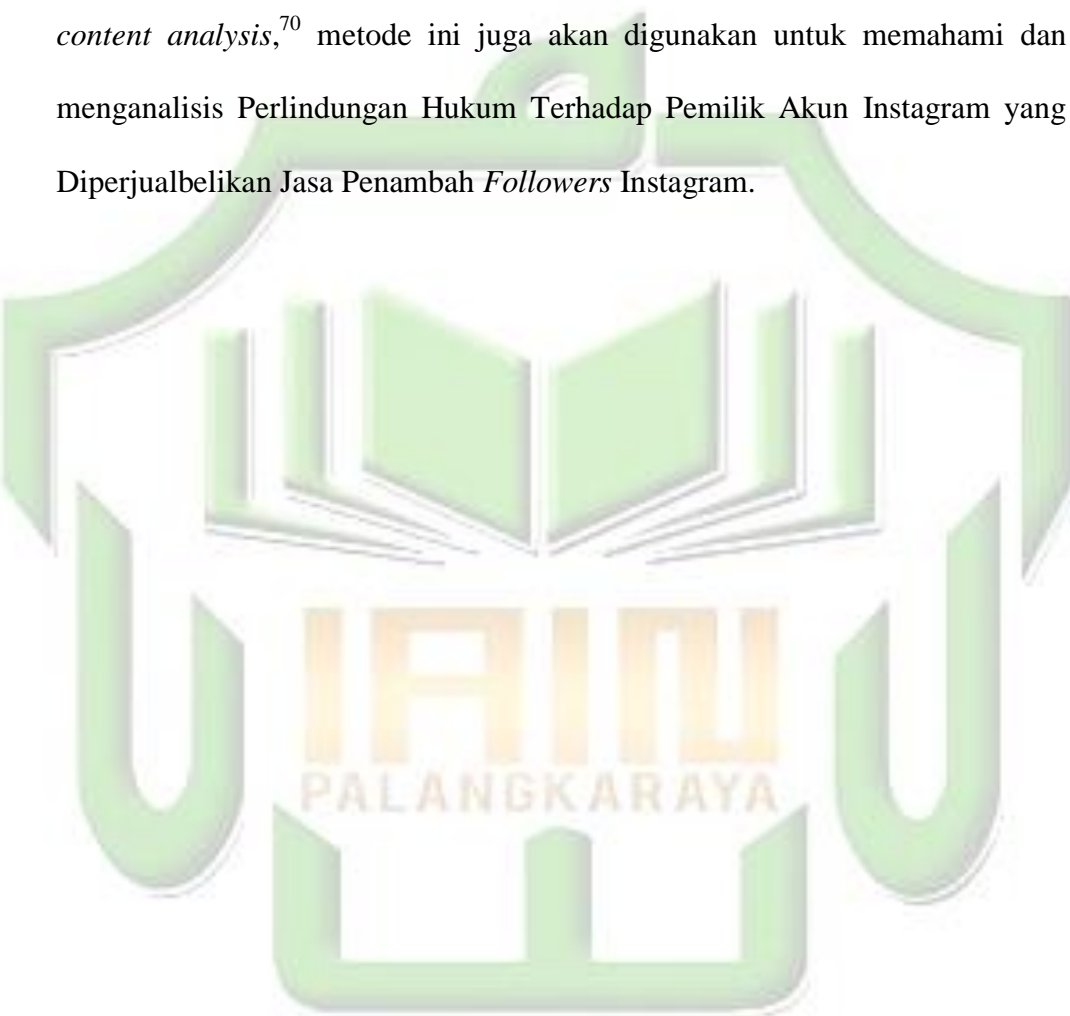 content analysis,70 metode ini juga akan digunakan untuk memahami dan
menganalisis Perlindungan Hukum Terhadap Pemilik Akun Instagram yang
Diperjualbelikan Jasa Penambah Followers Instagram.
IAIN
PALANGKARAYA